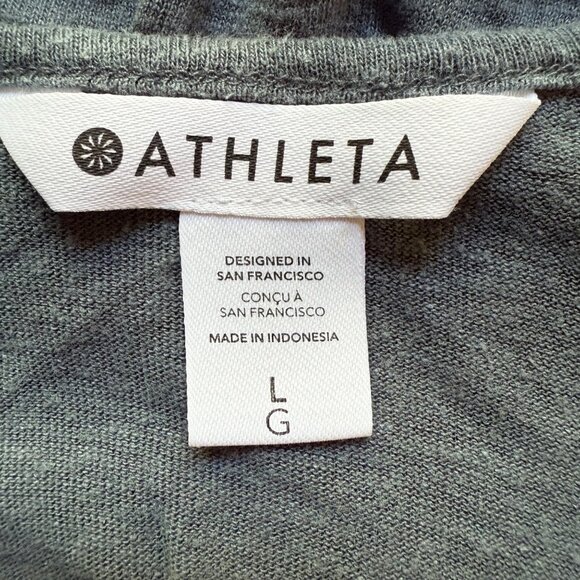 ATHLETA
DESIGNED IN
SAN FRANCISCO
CONÇU À
SAN FRANCISCO
MADE IN INDONESIA
L
G